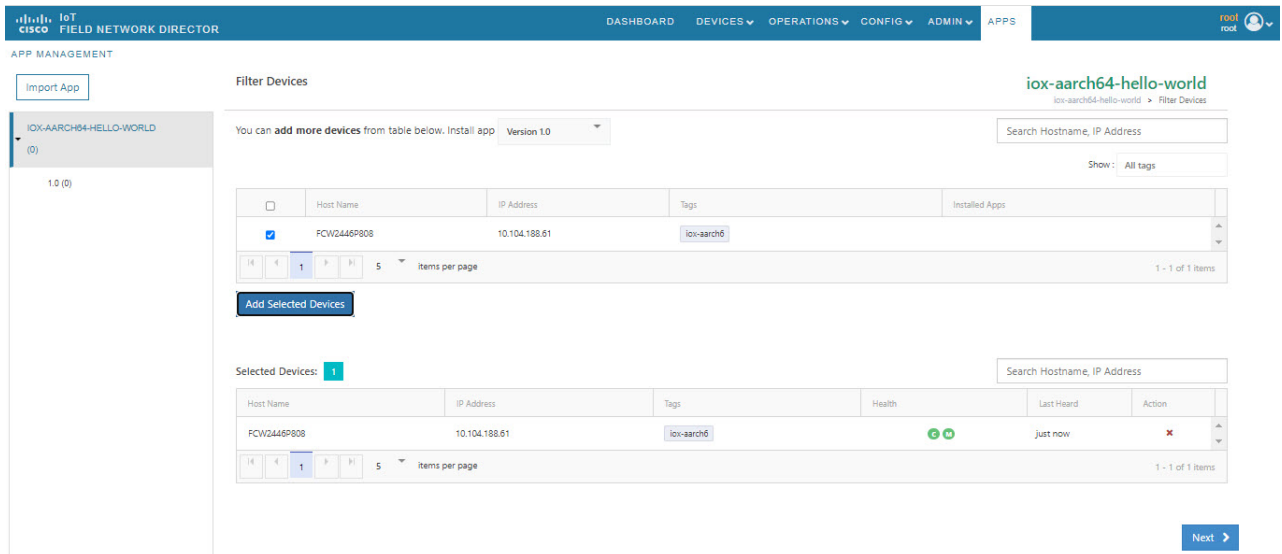 cisco IoT FIELD NETWORK DIRECTOR
DASHBOARD DEVICES OPERATIONS CONFIG ADMIN APPS
root
root
APP MANAGEMENT
Import App
IOX-AARCH64-HELLO-WORLD
(0)
1.0 (0)
Filter Devices
iox-aarch64-hello-world
iox-aarch64-hello-world > Filter Devices
You can add more devices from table below. Install app Version 1.0
Search Hostname, IP Address
Show : All tags
Host Name IP Address Tags Installed Apps
FCW2446P808 10.104.188.61 iox-aarch6
1 5 items per page 1 - 1 of 1 items
Add Selected Devices
Selected Devices: 1
Search Hostname, IP Address
Host Name IP Address Tags Health Last Heard Action
FCW2446P808 10.104.188.61 iox-aarch6 C M just now ×
1 5 items per page 1 - 1 of 1 items
Next >